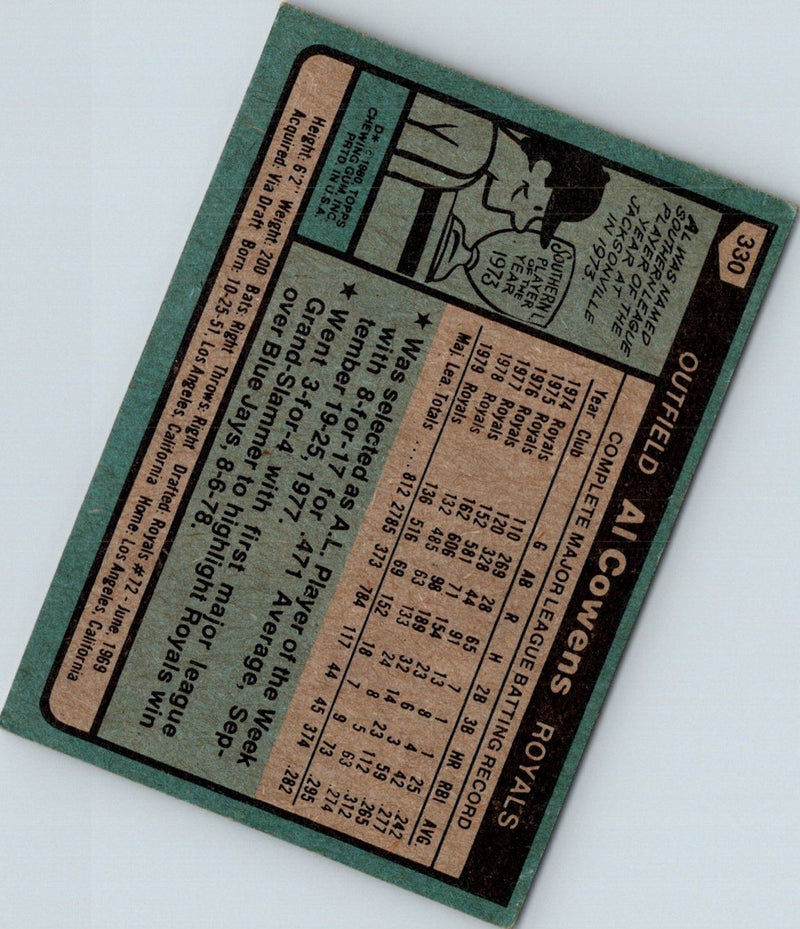 330
OUTFIELD Al Cowens ROYALS
AL WAS NAMED
SOUTHERN LEAGUE
PLAYER OF THE
YEAR AT
JACKSONVILLE
IN 1973
SOUTHERN L.
PLAYER
OF THE
YEAR
1973
D* © 1980, TOPPS
CHEWING GUM, INC.
PRTD. IN U.S.A.
COMPLETE MAJOR LEAGUE BATTING RECORD
Year Club G AB R H 2B 3B HR RBI AVG.
1974 Royals 110 269 28 65 7 1 1 25 .242
1975 Royals 120 328 44 91 13 8 4 42 .277
1976 Royals 152 581 71 154 23 6 3 59 .265
1977 Royals 162 606 98 189 32 14 23 112 .312
1978 Royals 132 485 63 133 24 8 5 63 .274
1979 Royals 136 516 69 152 18 7 9 73 .295
Maj. Lea Totals .... 812 2785 373 784 117 44 45 374 .282
★ Was selected as A.L. Player of the Week
with 8-for-17 for .471 Average, Sep-
tember 19-25, 1977.
★ Went 3-for-4 with first major league
Grand-Slammer to highlight Royals win
over Blue Jays, 8-6-78.
Height: 6'2" Weight: 200 Bats: Right Throws: Right Drafted: Royals #72 - June, 1969
Acquired: Via Draft Born: 10-25-51, Los Angeles, California Home: Los Angeles, California